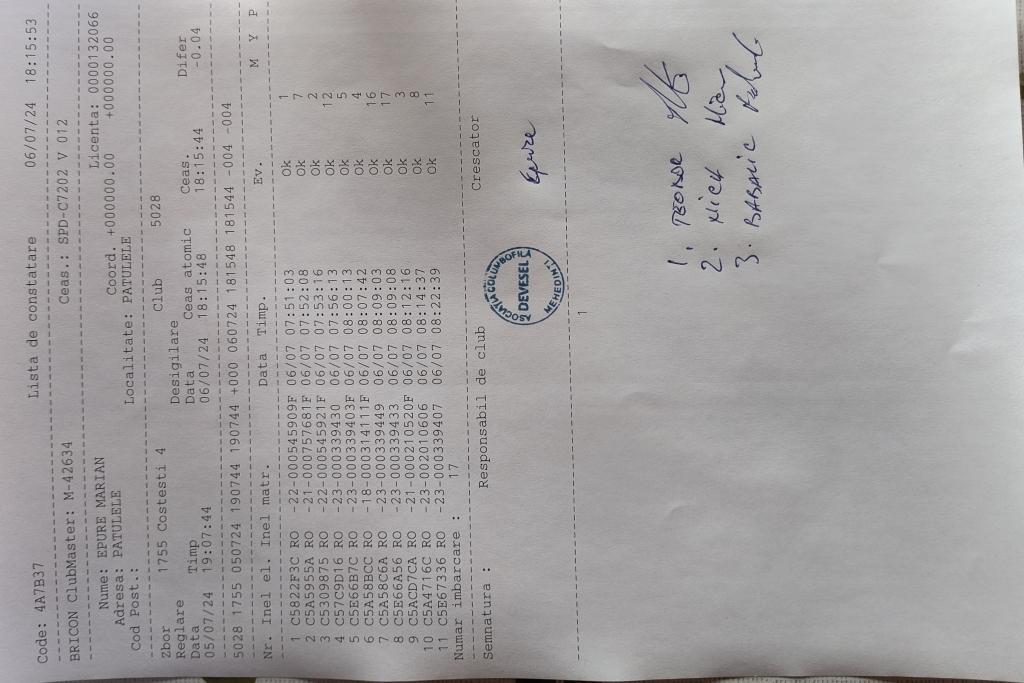 Code: 4A7B37 Lista de constatare 06/07/24 18:15:53
BRICON ClubMaster: M-42634 Ceas.: SPD-C7202 V 012
Nume: EPURE MARIAN Licenta: 0000132066
Adresa: PATULELE Coord. +000000.00 +000000.00
Cod Post.: Localitate: PATULELE
Zbor 1755 Costesti 4 Club 5028
Reglare Desigilare
Data Timp Data Ceas atomic Ceas. Difer
05/07/24 19:07:44 06/07/24 18:15:48 18:15:44 -0.04
5028 1755 050724 190744 190744 +000 060724 181548 181544 -004 -004
Nr. Inel el. Inel matr. Data Timp. Ev. M Y P
1 C5822F3C RO -22-000545909F 06/07 07:51:03 Ok 1
2 C5A5955A RO -21-000757681F 06/07 07:52:08 Ok 7
3 C5309875 RO -22-000545921F 06/07 07:53:16 Ok 2
4 C57C9D16 RO -23-000339430 06/07 07:56:13 Ok 12
5 C5E66B7C RO -23-000339403F 06/07 08:00:13 Ok 5
6 C5A58BCC RO -18-000314111F 06/07 08:07:42 Ok 4
7 C5A58C6A RO -23-000339449 06/07 08:09:03 Ok 16
8 C5E66A56 RO -23-000339433 06/07 08:09:08 Ok 17
9 C5ACD7CA RO -21-000210520F 06/07 08:12:16 Ok 3
10 C5A4716C RO -23-002010606 06/07 08:14:37 Ok 8
11 C5E67336 RO -23-000339407 06/07 08:22:39 Ok 11
Numar imbarcare : 17
Semnatura : Responsabil de club Crescator
ASOCIATIA COLUMBOFILA
DEVESEL
MEHEDINTI
Epure
1
1.
2. NICA
3.